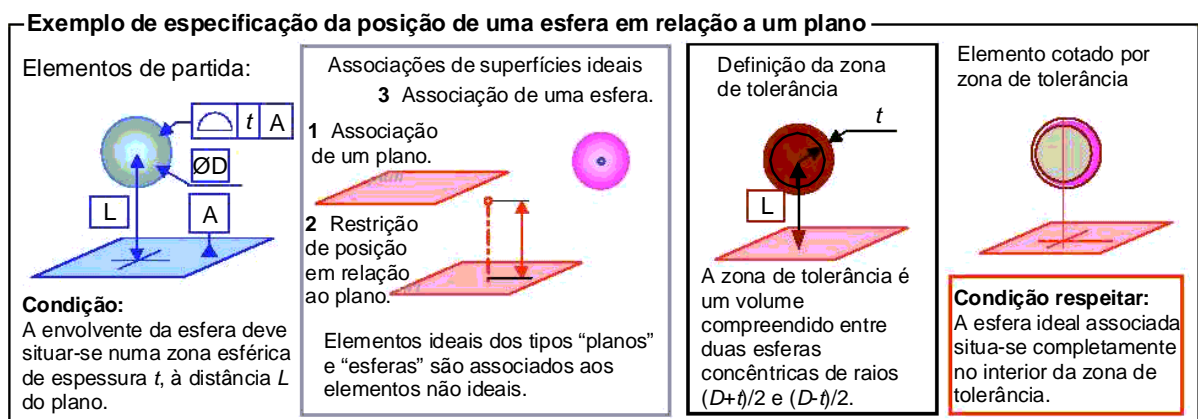 Exemplo de especificação da posição de uma esfera em relação a um plano
Elementos de partida:
t A
ØD
L
A
Condição:
A envolvente da esfera deve
situar-se numa zona esférica
de espessura t, à distância L
do plano.
Associações de superfícies ideais
3 Associação de uma esfera.
1 Associação
de um plano.
2 Restrição
de posição
em relação
ao plano.
Elementos ideais dos tipos “planos”
e “esferas” são associados aos
elementos não ideais.
Definição da zona
de tolerância
t
L
A zona de tolerância é
um volume
compreendido entre
duas esferas
concêntricas de raios
(D+t)/2 e (D-t)/2.
Elemento cotado por
zona de tolerância
Condição respeitar:
A esfera ideal associada
situa-se completamente
no interior da zona de
tolerância.